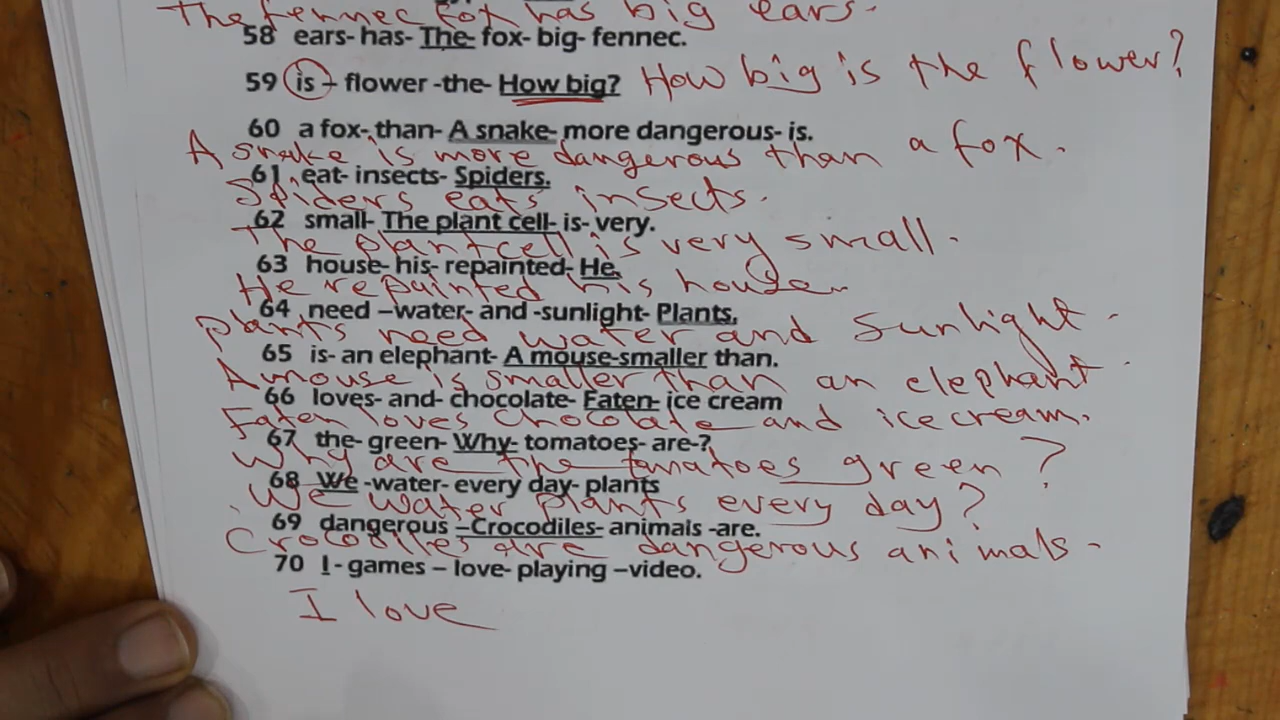 The fennec fox has big ears.
58 ears- has- The- fox- big- fennec.
59 is – flower -the- How big? How big is the flower?
60 a fox- than- A snake- more dangerous- is.
A snake is more dangerous than a fox.
61 eat- insects- Spiders.
Spiders eats insects.
62 small- The plant cell- is- very.
The plant cell is very small.
63 house- his- repainted- He.
He repainted his house.
64 need –water- and -sunlight- Plants.
plants need water and sunlight.
65 is- an elephant- A mouse-smaller than.
A mouse is smaller than an elephant.
66 loves- and- chocolate- Faten- ice cream
Faten loves chocolate and ice cream.
67 the- green- Why- tomatoes- are-?
Why are the tomatoes green?
68 We -water- every day- plants
We water plants every day?
69 dangerous –Crocodiles- animals -are.
Crocodiles are dangerous animals.
70 I- games – love- playing –video.
I love